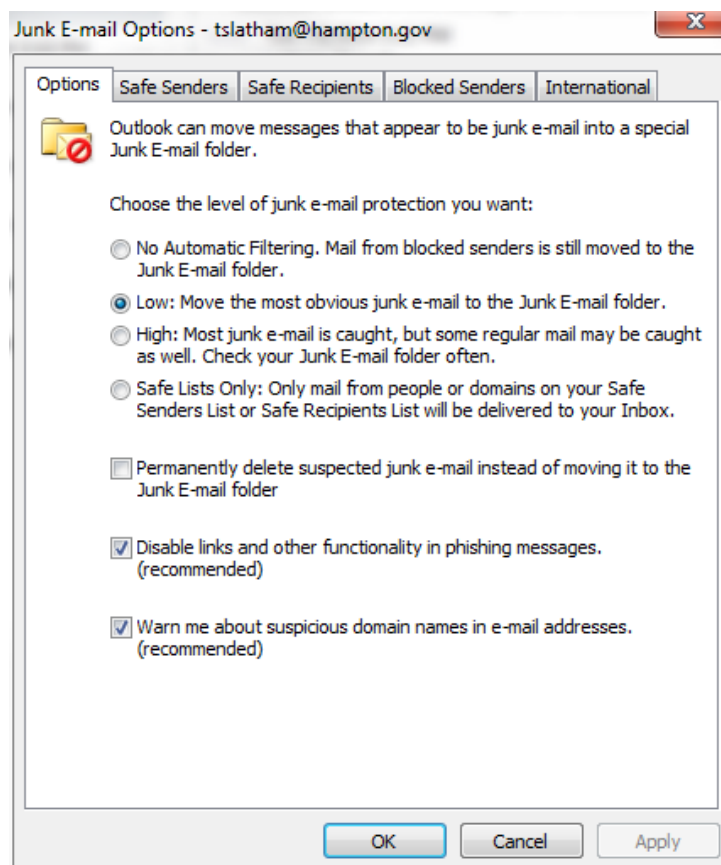 Junk E-mail Options - tslatham@hampton.gov
Options Safe Senders Safe Recipients Blocked Senders International
Outlook can move messages that appear to be junk e-mail into a special
Junk E-mail folder.
Choose the level of junk e-mail protection you want:
No Automatic Filtering. Mail from blocked senders is still moved to the
Junk E-mail folder.
Low: Move the most obvious junk e-mail to the Junk E-mail folder.
High: Most junk e-mail is caught, but some regular mail may be caught
as well. Check your Junk E-mail folder often.
Safe Lists Only: Only mail from people or domains on your Safe
Senders List or Safe Recipients List will be delivered to your Inbox.
Permanently delete suspected junk e-mail instead of moving it to the
Junk E-mail folder
Disable links and other functionality in phishing messages.
(recommended)
Warn me about suspicious domain names in e-mail addresses.
(recommended)
OK Cancel Apply